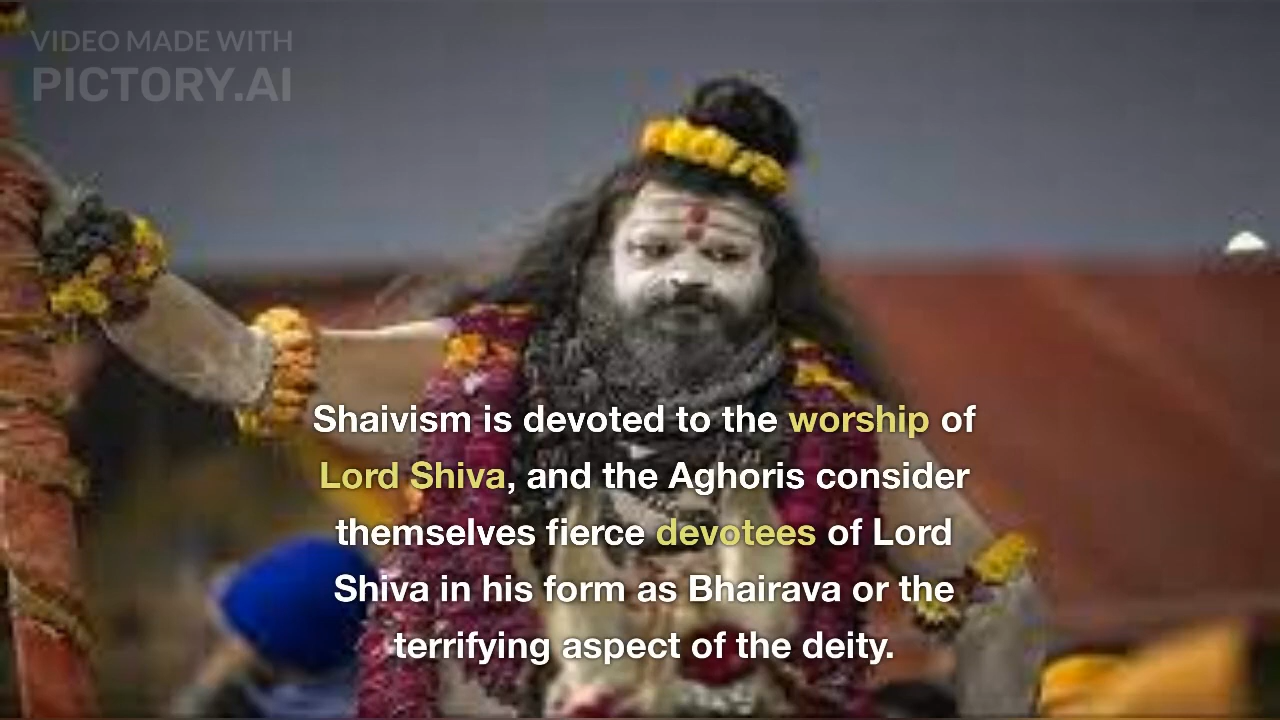 VIDEO MADE WITH
PICTORY.AI
Shaivism is devoted to the worship of
Lord Shiva, and the Aghoris consider
themselves fierce devotees of Lord
Shiva in his form as Bhairava or the
terrifying aspect of the deity.